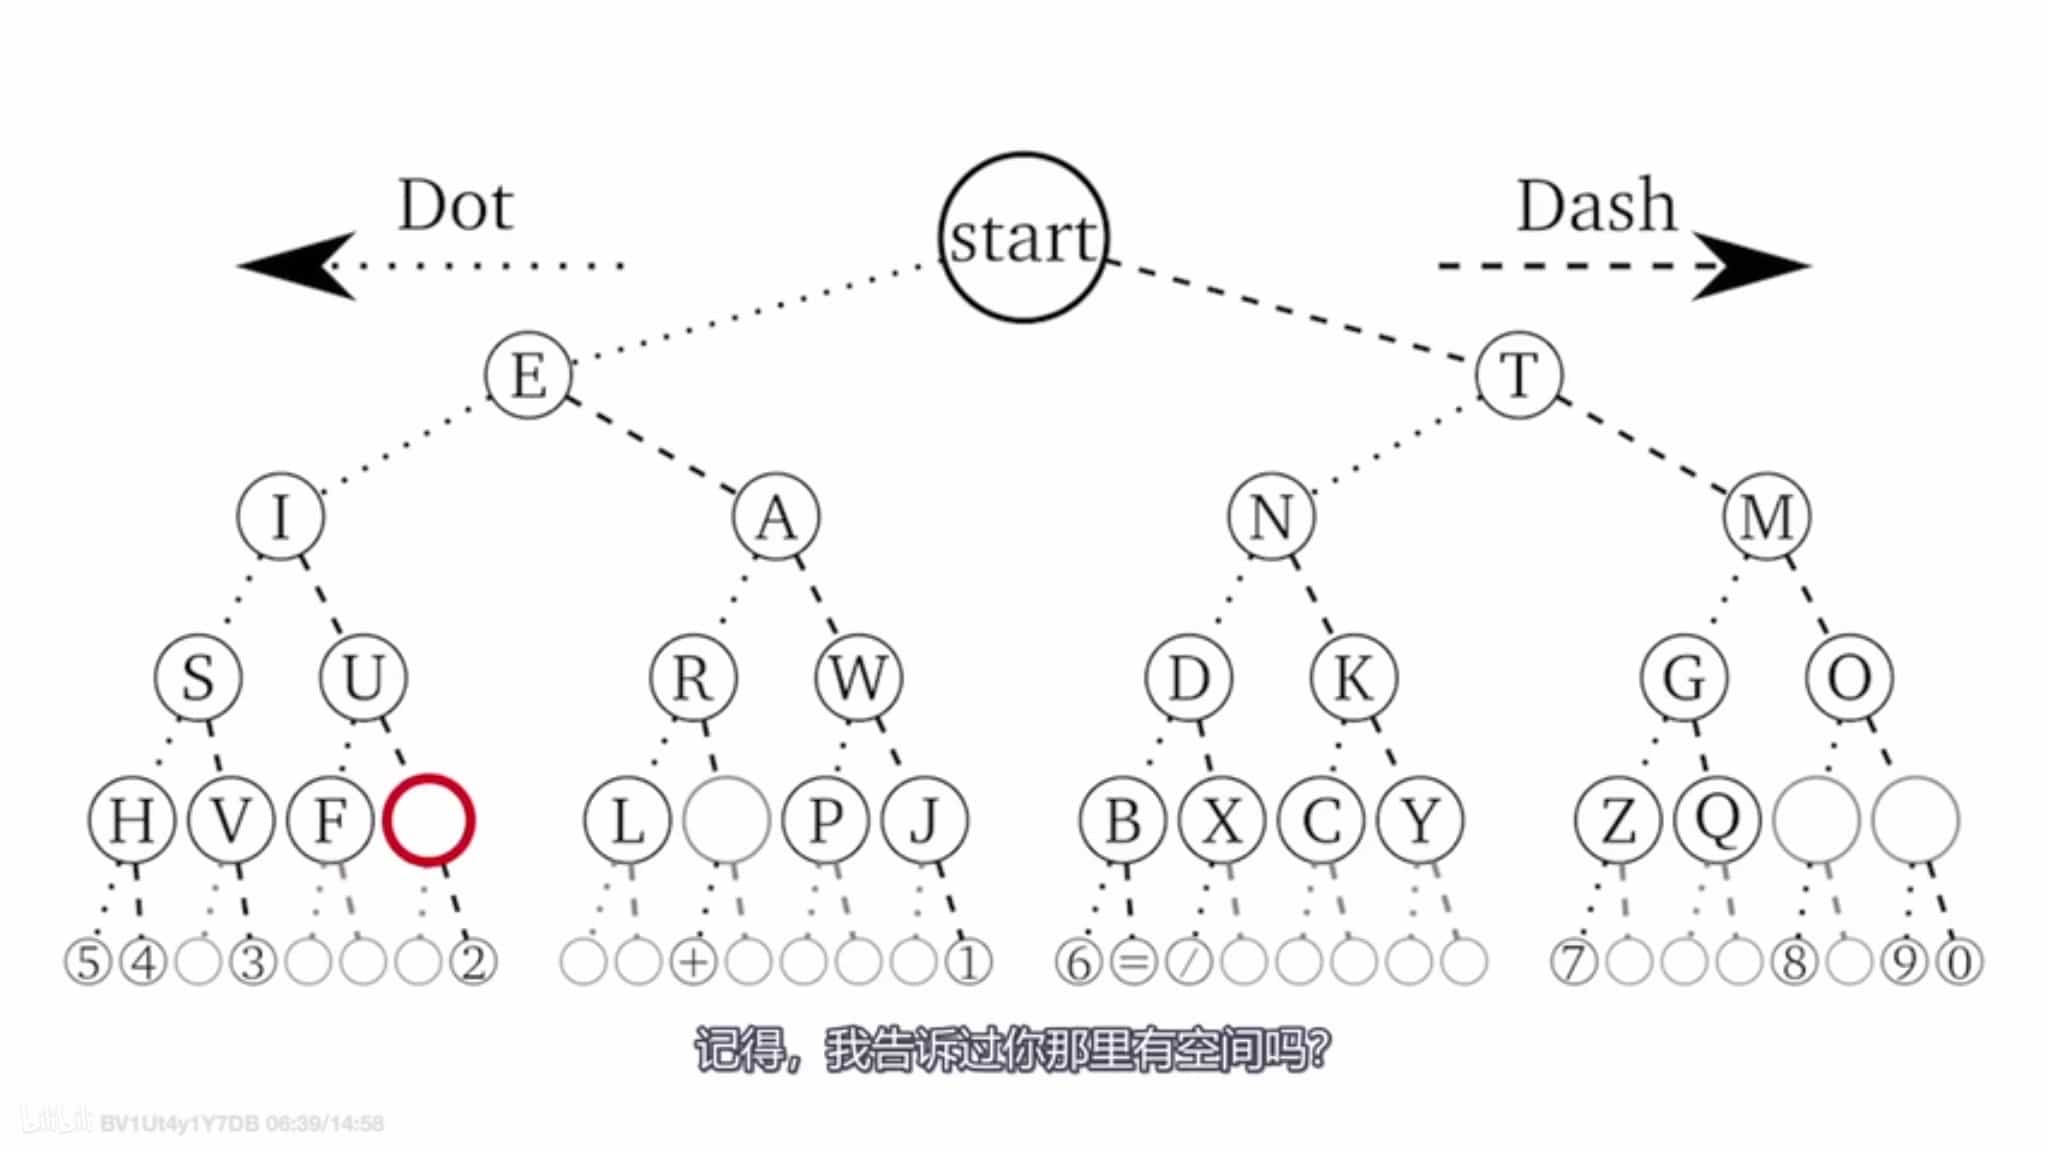 Dot
start
Dash
E T
I A N M
S U R W D K G O
H V F L P J B X C Y Z Q
5 4 3 2 + 1 6 = / 7 8 9 0
记得，我告诉过你那里有空间吗?
bilibili BV1Ut4y1Y7DB 06:39/14:58